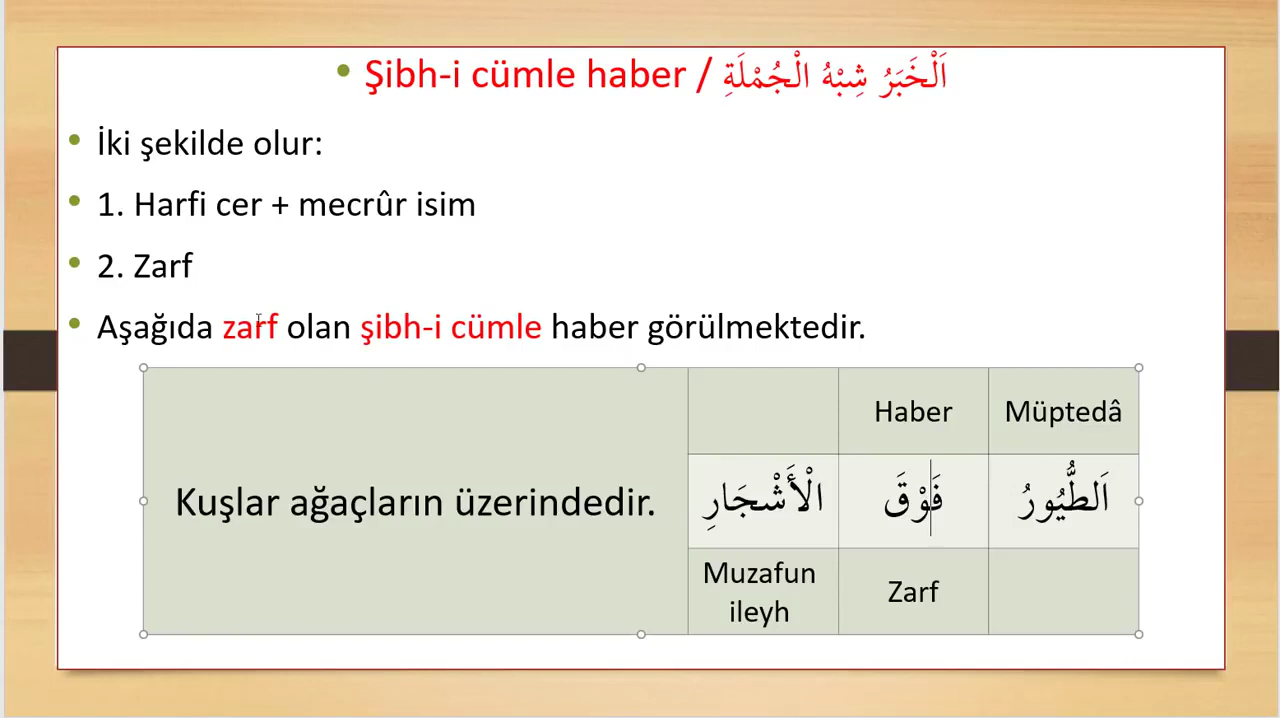 Şibh-i cümle haber / اَلْخَبَرُ شِبْهُ الْجُمْلَةِ
İki şekilde olur:
1. Harfi cer + mecrûr isim
2. Zarf
Aşağıda zarf olan şibh-i cümle haber görülmektedir.
Haber Müptedâ
Kuşlar ağaçların üzerindedir.
اَلطُّيُورُ فَوْقَ الْأَشْجَارِ
Muzafun
ileyh
Zarf